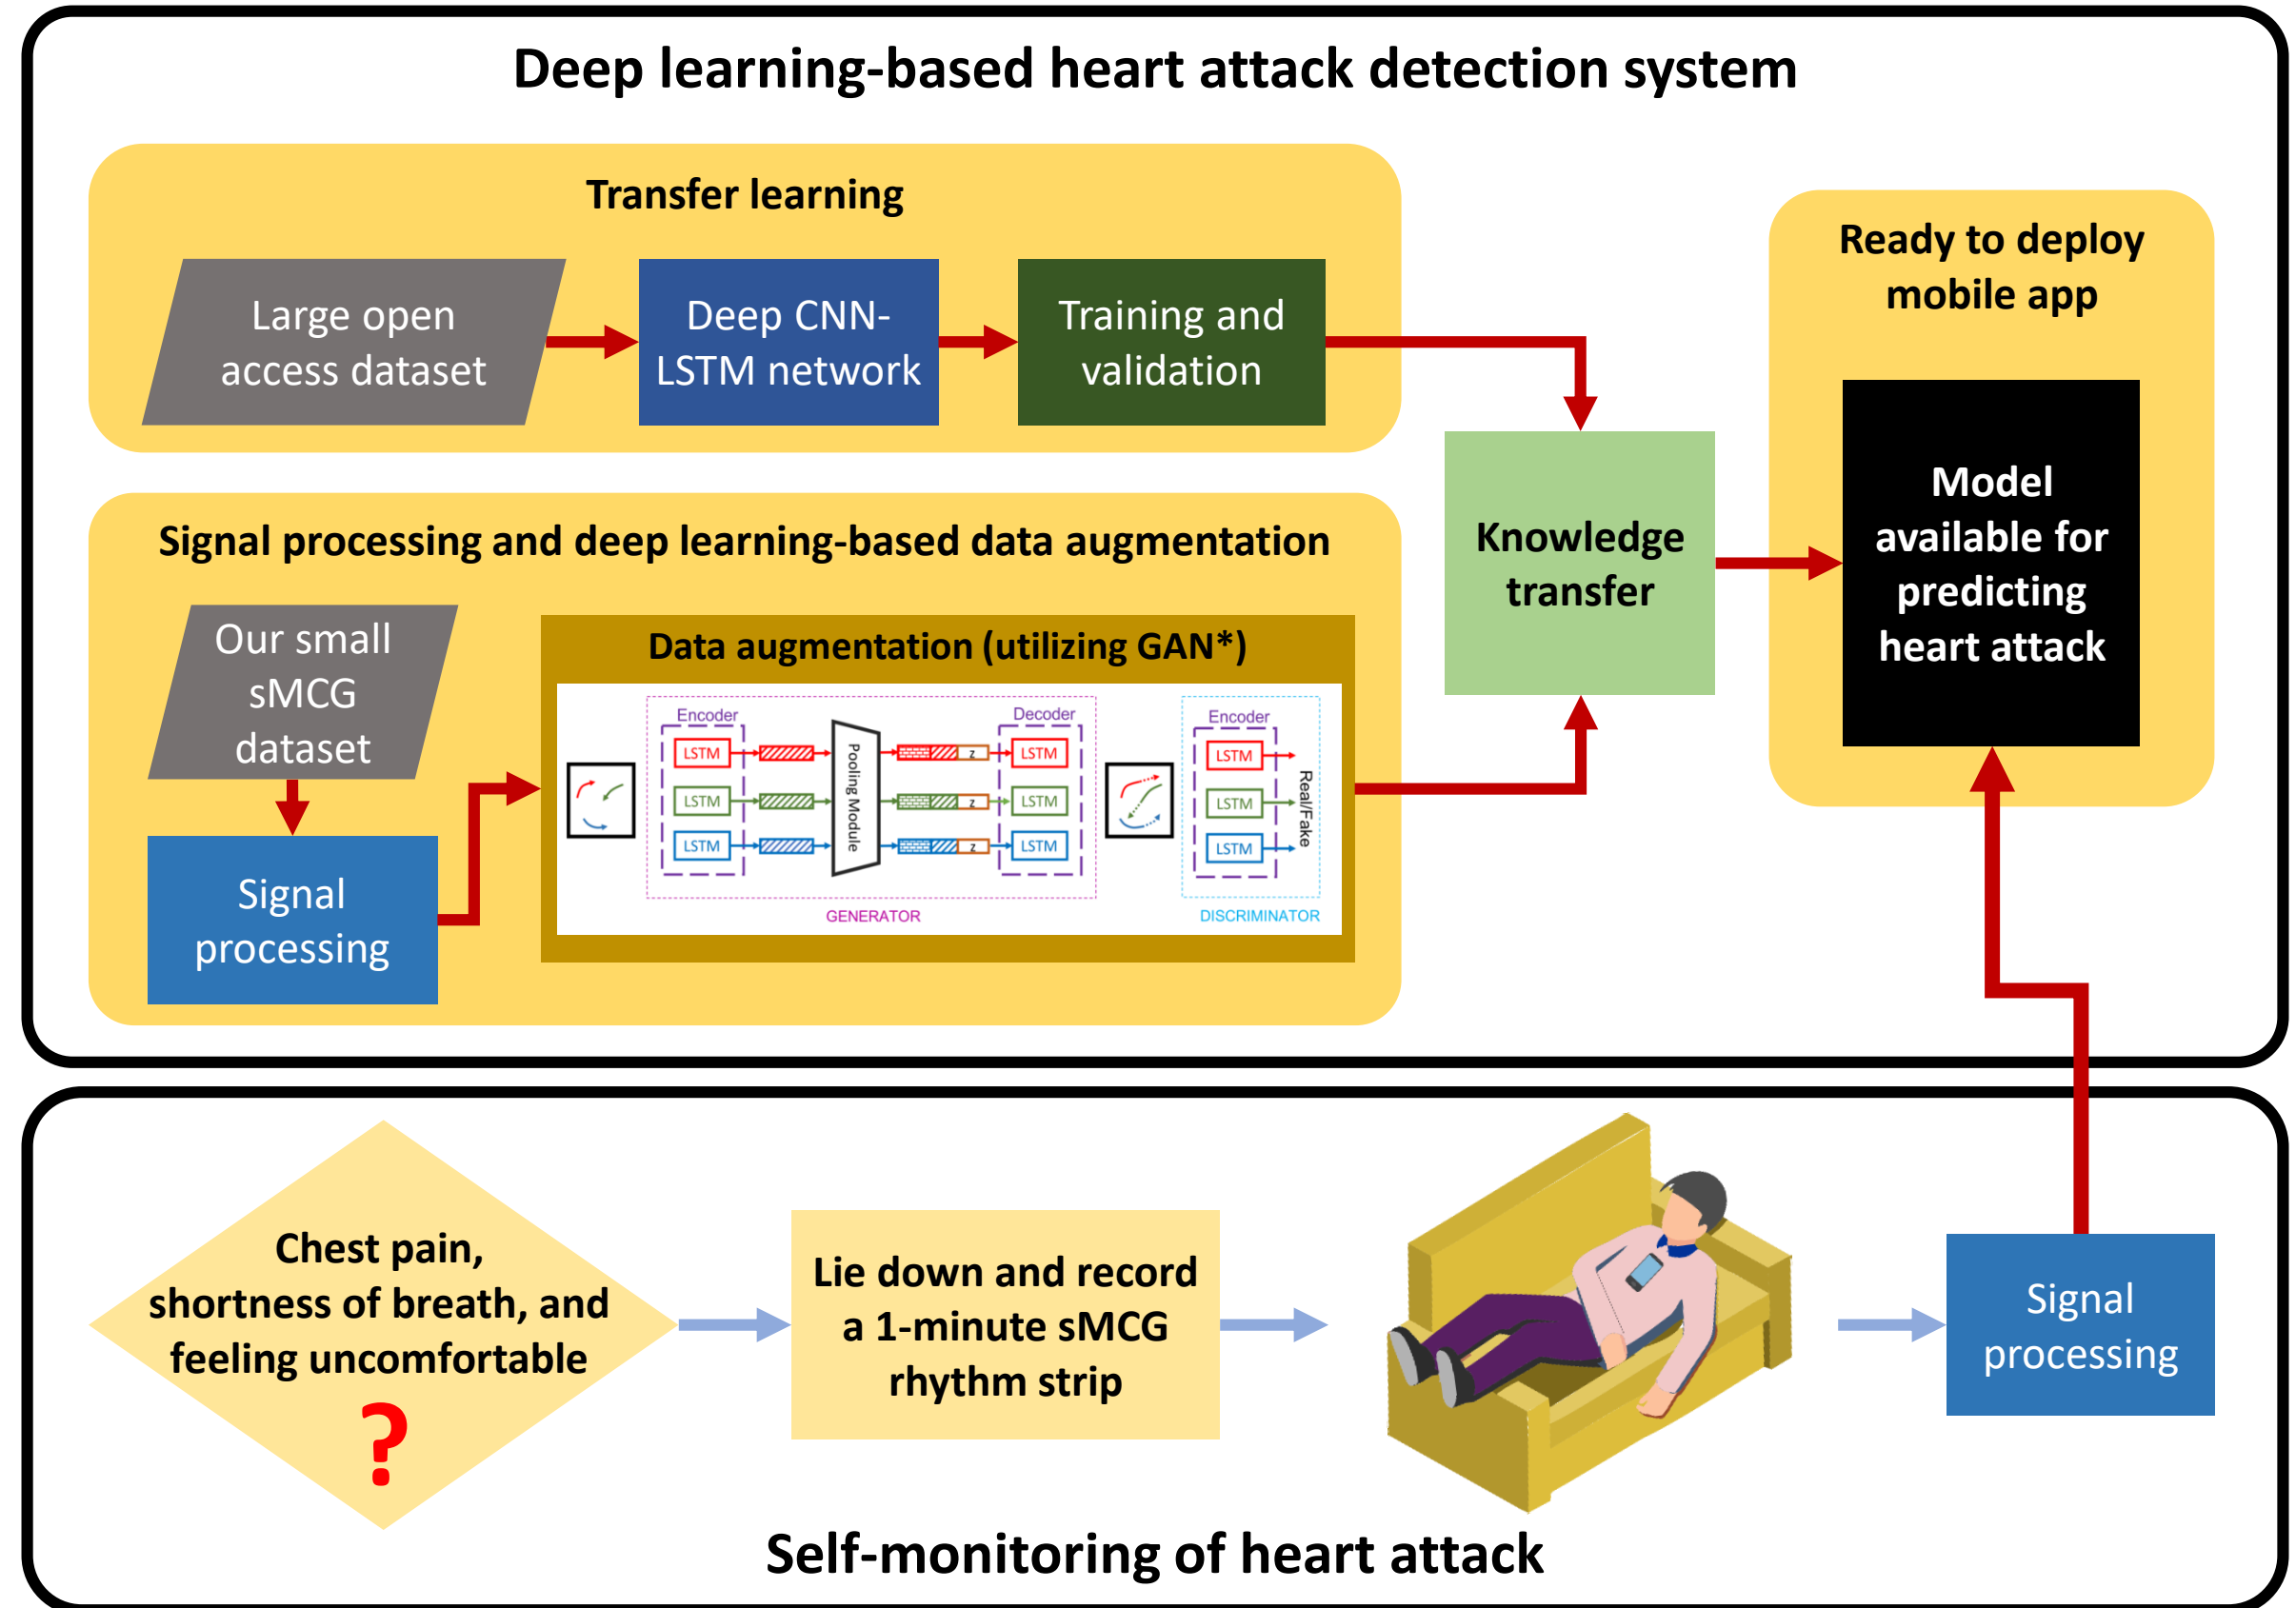 Deep learning-based heart attack detection system
Transfer learning
Large open
access dataset
Deep CNN-
LSTM network
Training and
validation
Ready to deploy
mobile app
Model
available for
predicting
heart attack
Knowledge
transfer
Signal processing and deep learning-based data augmentation
Our small
sMCG
dataset
Signal
processing
Data augmentation (utilizing GAN*)
Encoder
LSTM
LSTM
LSTM
Pooling Module
z
z
z
Decoder
LSTM
LSTM
LSTM
GENERATOR
Encoder
LSTM
LSTM
LSTM
Real/Fake
DISCRIMINATOR
Chest pain,
shortness of breath, and
feeling uncomfortable
?
Lie down and record
a 1-minute sMCG
rhythm strip
Signal
processing
Self-monitoring of heart attack